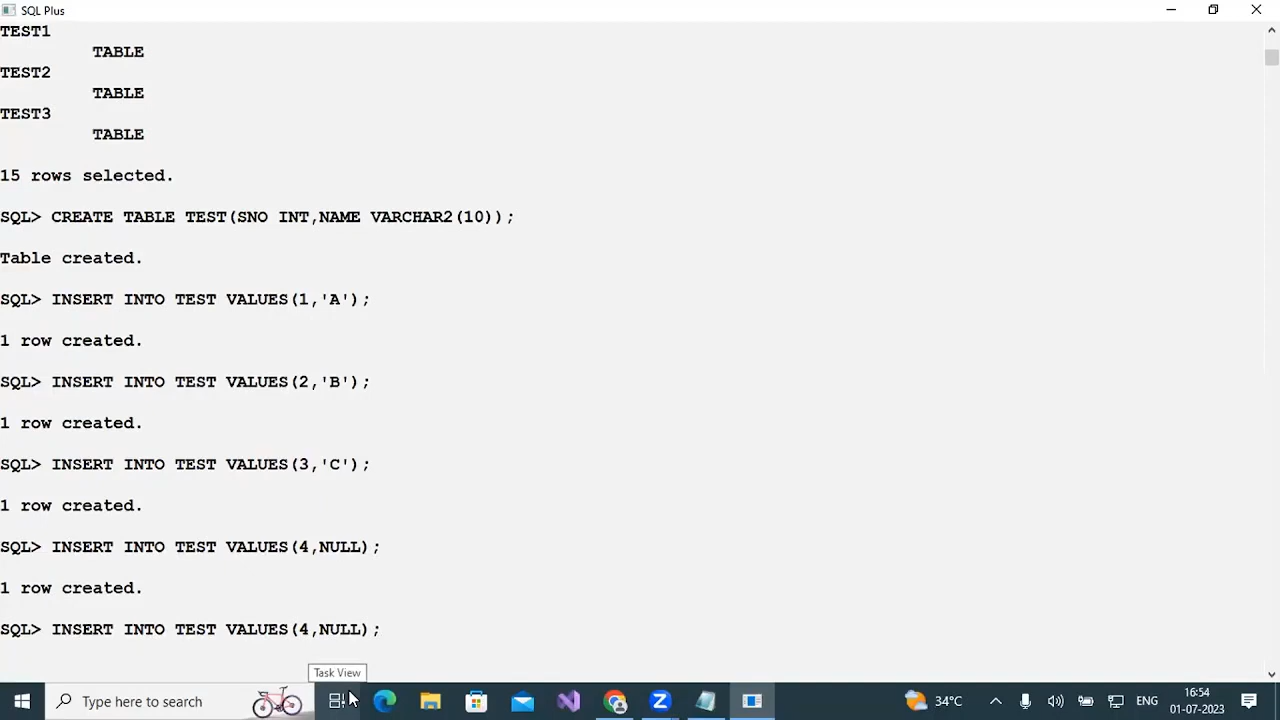 SQL Plus
TEST1
TABLE
TEST2
TABLE
TEST3
TABLE
15 rows selected.
SQL> CREATE TABLE TEST(SNO INT,NAME VARCHAR2(10));
Table created.
SQL> INSERT INTO TEST VALUES(1,'A');
1 row created.
SQL> INSERT INTO TEST VALUES(2,'B');
1 row created.
SQL> INSERT INTO TEST VALUES(3,'C');
1 row created.
SQL> INSERT INTO TEST VALUES(4,NULL);
1 row created.
SQL> INSERT INTO TEST VALUES(4,NULL);
Task View
Type here to search
34°C
ENG
16:54
01-07-2023